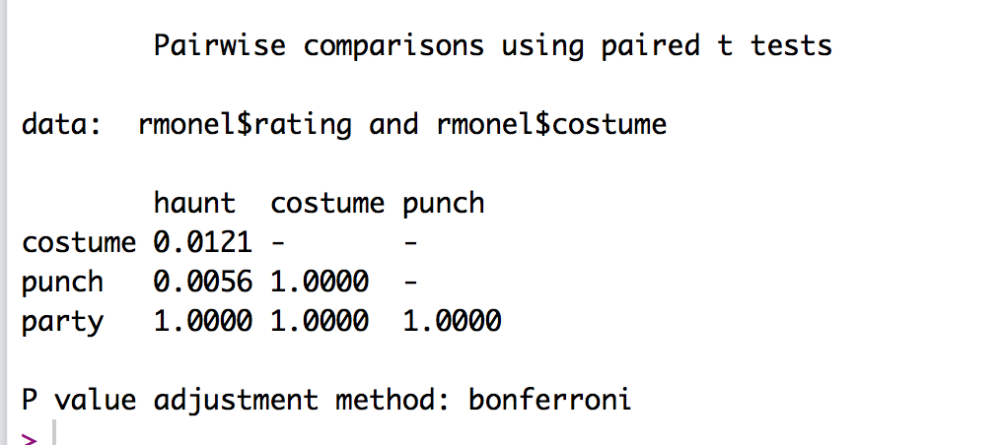 Pairwise comparisons using paired t tests
data:  rmonel$rating and rmonel$costume
        haunt  costume punch
costume 0.0121 -       -
punch   0.0056 1.0000  -
party   1.0000 1.0000  1.0000
P value adjustment method: bonferroni
>